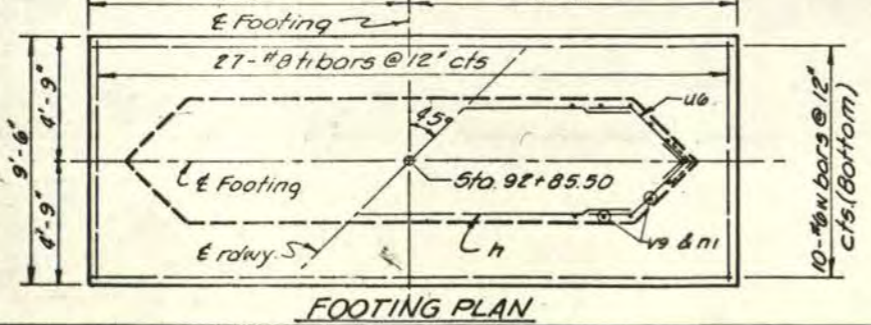 ℄ Footing
27-#8 h bars @ 12" cts
45°
u6
9'-6"
4'-9"
4'-9"
℄ Footing
Sta. 92+85.50
10-#6 w bars @ 12"
cts.(Bottom)
℄ rdwy.
h
v9 & n1
FOOTING PLAN